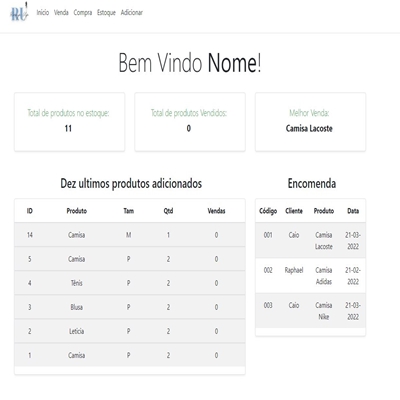 RU
Início Venda Compra Estoque Adicionar
Bem Vindo Nome!
Total de produtos no estoque:
11
Total de produtos Vendidos:
0
Melhor Venda:
Camisa Lacoste
Dez ultimos produtos adicionados
ID Produto Tam Qtd Vendas
14 Camisa M 1 0
5 Camisa P 2 0
4 Tênis P 2 0
3 Blusa P 2 0
2 Leticia P 2 0
1 Camisa P 2 0
Encomenda
Código Cliente Produto Data
001 Caio Camisa Lacoste 21-03-2022
002 Raphael Camisa Adidas 21-02-2022
003 Caio Camisa Nike 21-03-2022